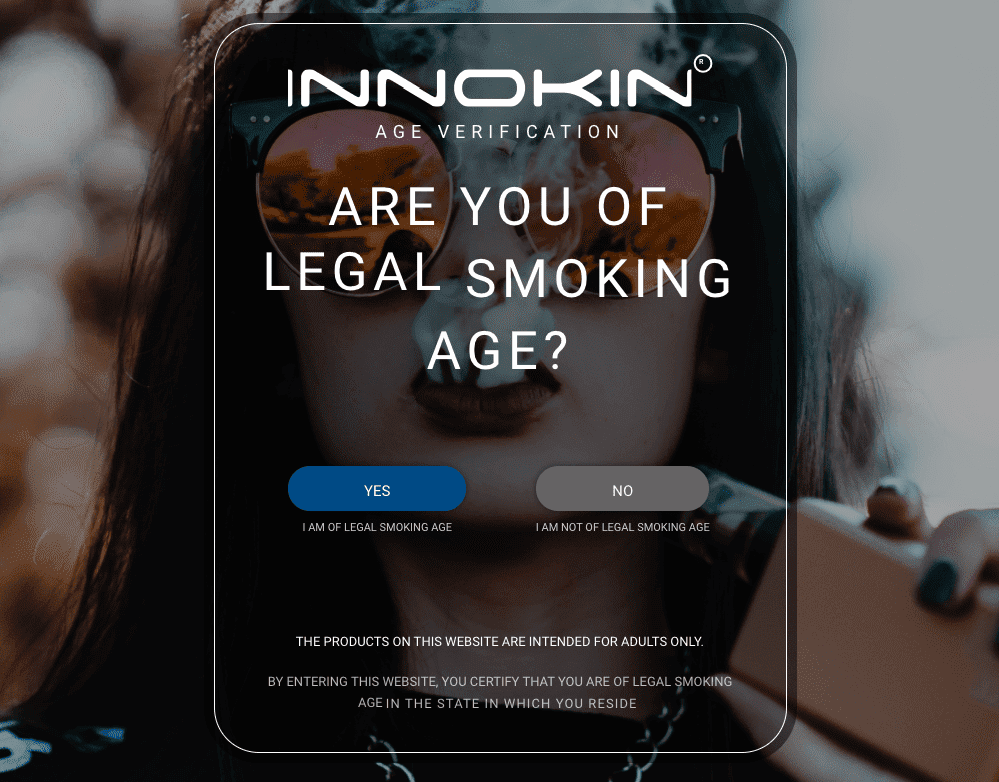 INNOKIN®
AGE VERIFICATION
ARE YOU OF
LEGAL SMOKING
AGE?
YES
NO
I AM OF LEGAL SMOKING AGE
I AM NOT OF LEGAL SMOKING AGE
THE PRODUCTS ON THIS WEBSITE ARE INTENDED FOR ADULTS ONLY.
BY ENTERING THIS WEBSITE, YOU CERTIFY THAT YOU ARE OF LEGAL SMOKING
AGE IN THE STATE IN WHICH YOU RESIDE